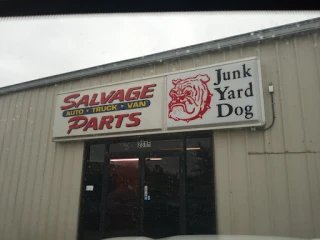 SALVAGE
AUTO • TRUCK • VAN
PARTS
Junk
Yard
Dog